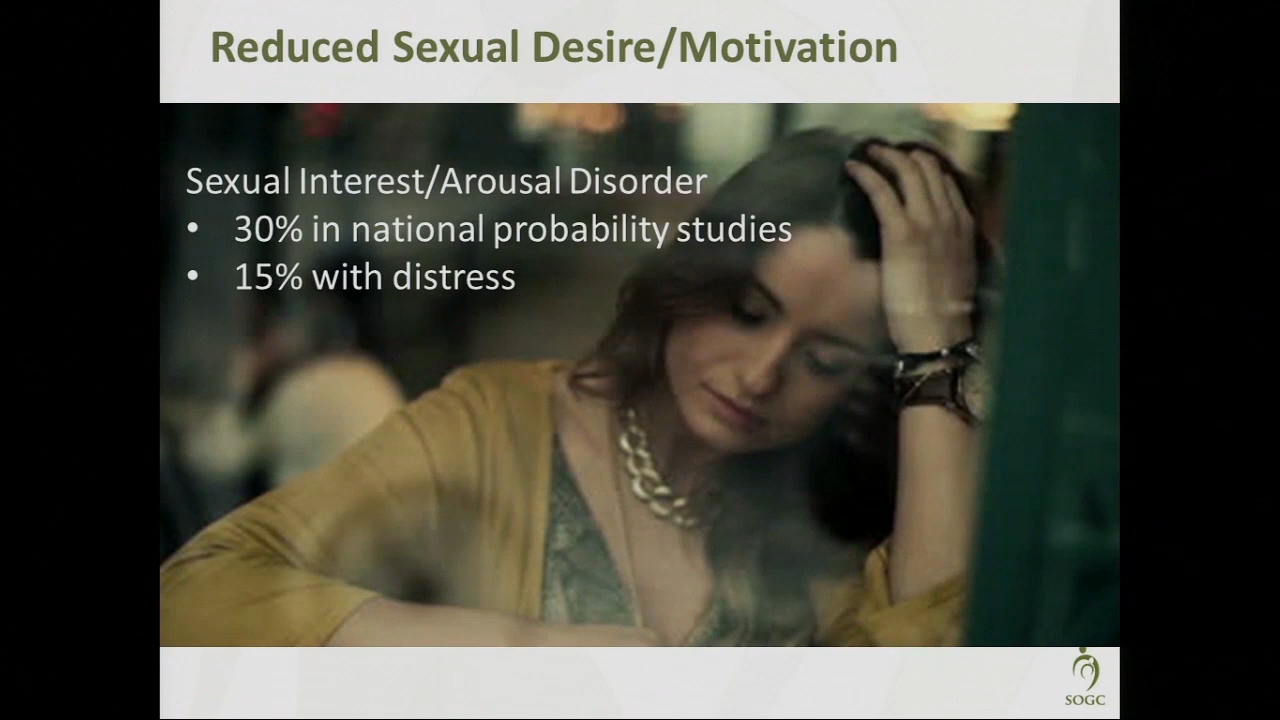 Reduced Sexual Desire/Motivation
Sexual Interest/Arousal Disorder
• 30% in national probability studies
• 15% with distress
SOGC